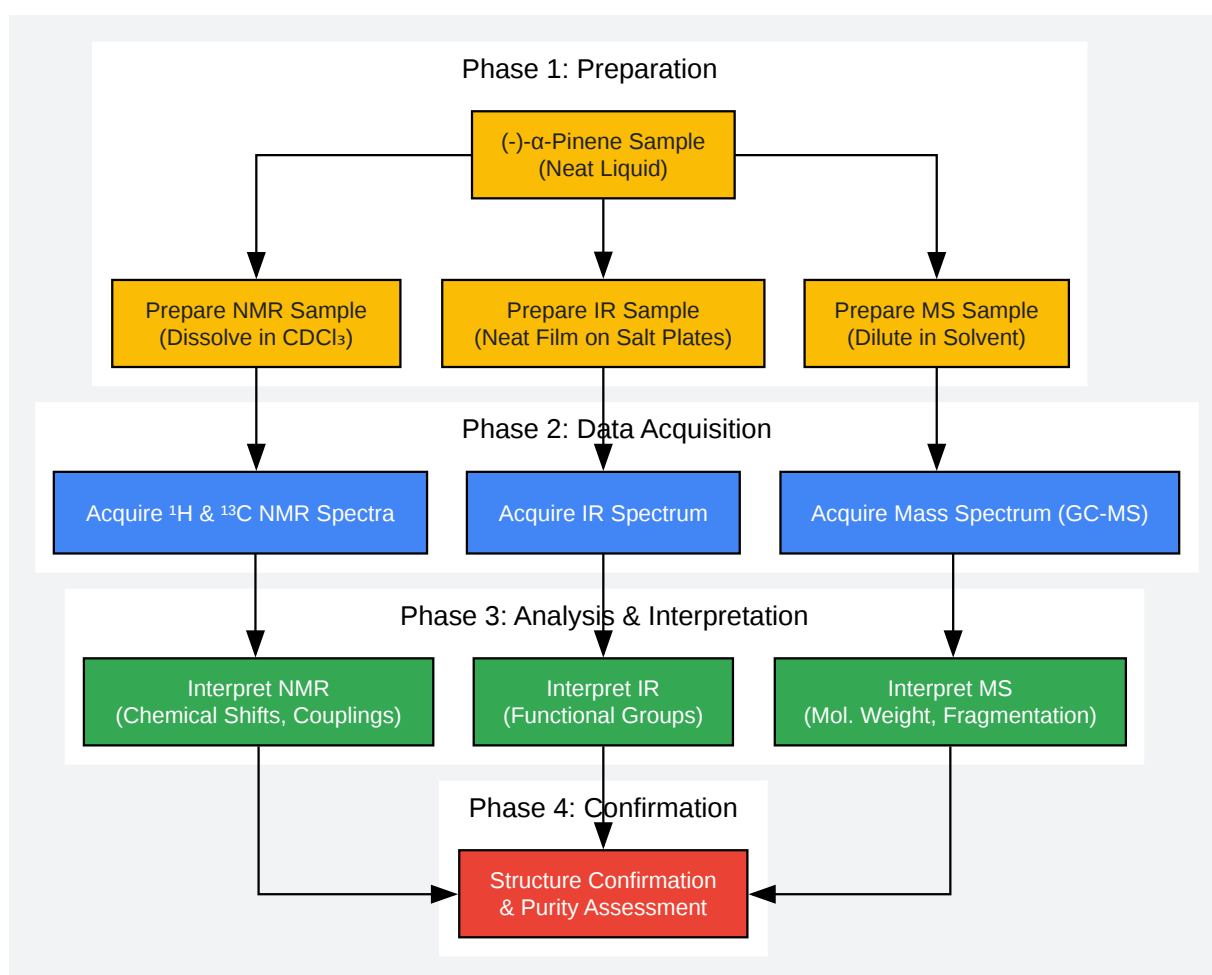 Phase 1: Preparation
(-)-α-Pinene Sample
(Neat Liquid)
Prepare NMR Sample
(Dissolve in CDCl₃)
Prepare IR Sample
(Neat Film on Salt Plates)
Prepare MS Sample
(Dilute in Solvent)
Phase 2: Data Acquisition
Acquire ¹H & ¹³C NMR Spectra
Acquire IR Spectrum
Acquire Mass Spectrum (GC-MS)
Phase 3: Analysis & Interpretation
Interpret NMR
(Chemical Shifts, Couplings)
Interpret IR
(Functional Groups)
Interpret MS
(Mol. Weight, Fragmentation)
Phase 4: Confirmation
Structure Confirmation
& Purity Assessment